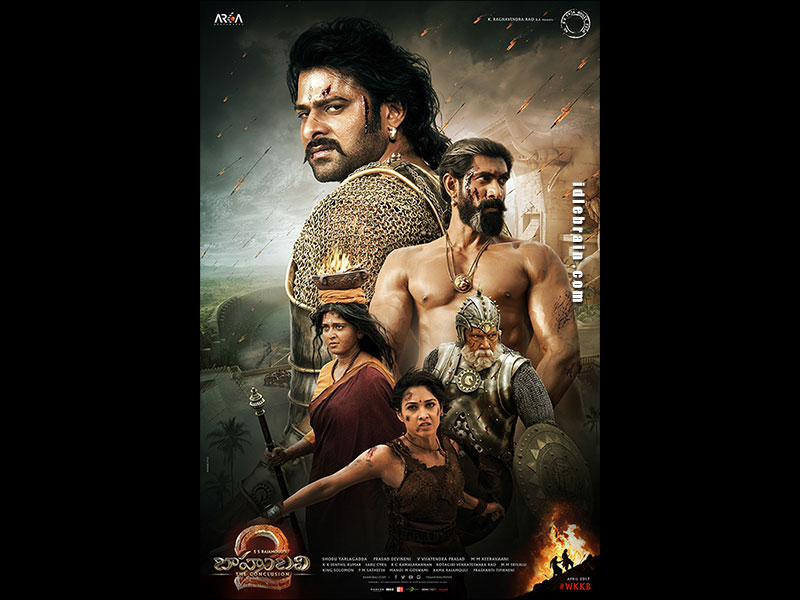 ARKA
MEDIAWORKS
K. RAGHAVENDRA RAO B.A PRESENTS
idlebrain.com
S S RAJAMOULI'S
బాహుబలి
2
THE CONCLUSION
SHOBU YARLAGADDA PRASAD DEVINENI V VIJAYENDRA PRASAD M M KEERAVAANI
K K SENTHIL KUMAR SABU CYRIL R C KAMALAKANNAN KOTAGIRI VENKATESWARA RAO M M SRIVALLI
KING SOLOMON P M SATHEESH MANOJ M GOSWAMI RAMA RAJAMOULI PRASHANTI TIPIRNENI
APRIL 2017
#WKKB